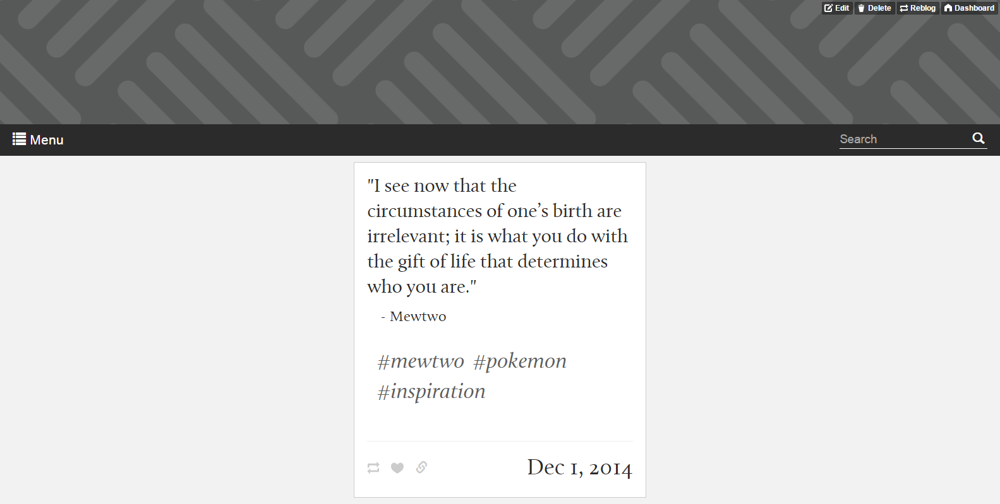 Edit Delete Reblog Dashboard
Menu Search
"I see now that the
circumstances of one’s birth are
irrelevant; it is what you do with
the gift of life that determines
who you are."
- Mewtwo
#mewtwo #pokemon
#inspiration
Dec 1, 2014